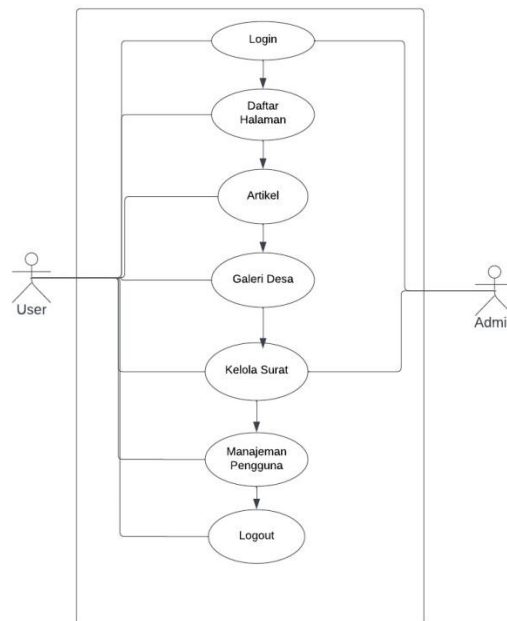 Login
Daftar
Halaman
Artikel
Galeri Desa
User
Admi
Kelola Surat
Manajeman
Pengguna
Logout